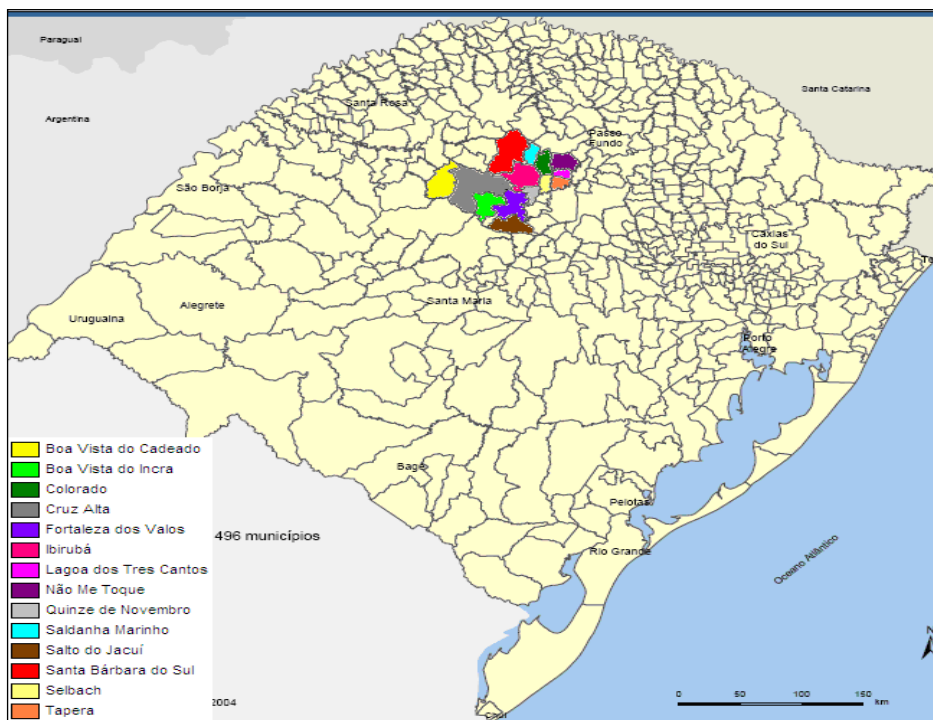 Paraguai
Santa Catarina
Santa Rosa
Argentina
Passo
Fundo
São Borja
Caxias
do Sul
To
Santa Maria
Alegrete
Uruguaina
Porto
Alegre
Boa Vista do Cadeado
Boa Vista do Incra
Colorado
Cruz Alta
Fortaleza dos Valos
Ibirubá
Lagoa dos Tres Cantos
Não Me Toque
Quinze de Novembro
Saldanha Marinho
Salto do Jacuí
Santa Bárbara do Sul
Selbach
Tapera
Bagé
Pelotas
496 municípios
Rio Grande
Oceano Atlântico
N
2004
0 50 100 150
km
Chuí